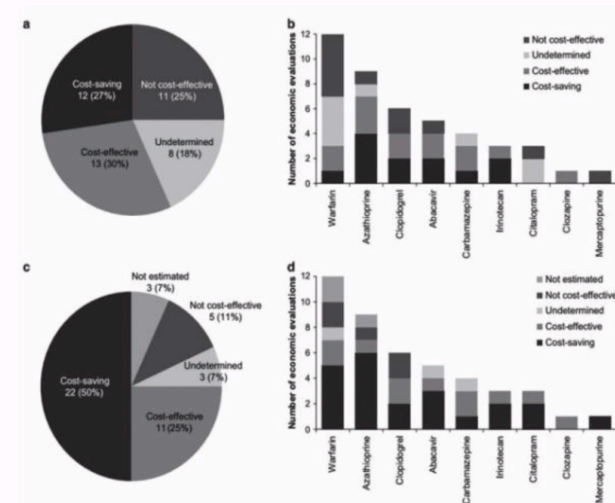 a
Cost-saving
12 (27%)
Not cost-effective
11 (25%)
Undetermined
8 (18%)
Cost-effective
13 (30%)
b
Number of economic evaluations
12
10
8
6
4
2
0
Not cost-effective
Undetermined
Cost-effective
Cost-saving
Warfarin
Azathioprine
Clopidogrel
Abacavir
Carbamazepine
Irinotecan
Citalopram
Clozapine
Mercaptopurine
c
Not estimated
3 (7%)
Not cost-effective
5 (11%)
Undetermined
3 (7%)
Cost-saving
22 (50%)
Cost-effective
11 (25%)
d
Number of economic evaluations
12
10
8
6
4
2
0
Not estimated
Not cost-effective
Undetermined
Cost-effective
Cost-saving
Warfarin
Azathioprine
Clopidogrel
Abacavir
Carbamazepine
Irinotecan
Citalopram
Clozapine
Mercaptopurine